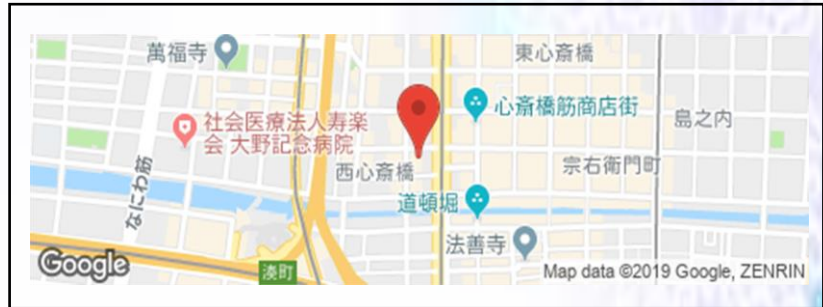 萬福寺
東心斎橋
心斎橋筋商店街
島之内
社会医療法人寿楽
会 大野記念病院
西心斎橋
宗右衛門町
なにわ筋
道頓堀
法善寺
湊町
Google
Map data ©2019 Google, ZENRIN